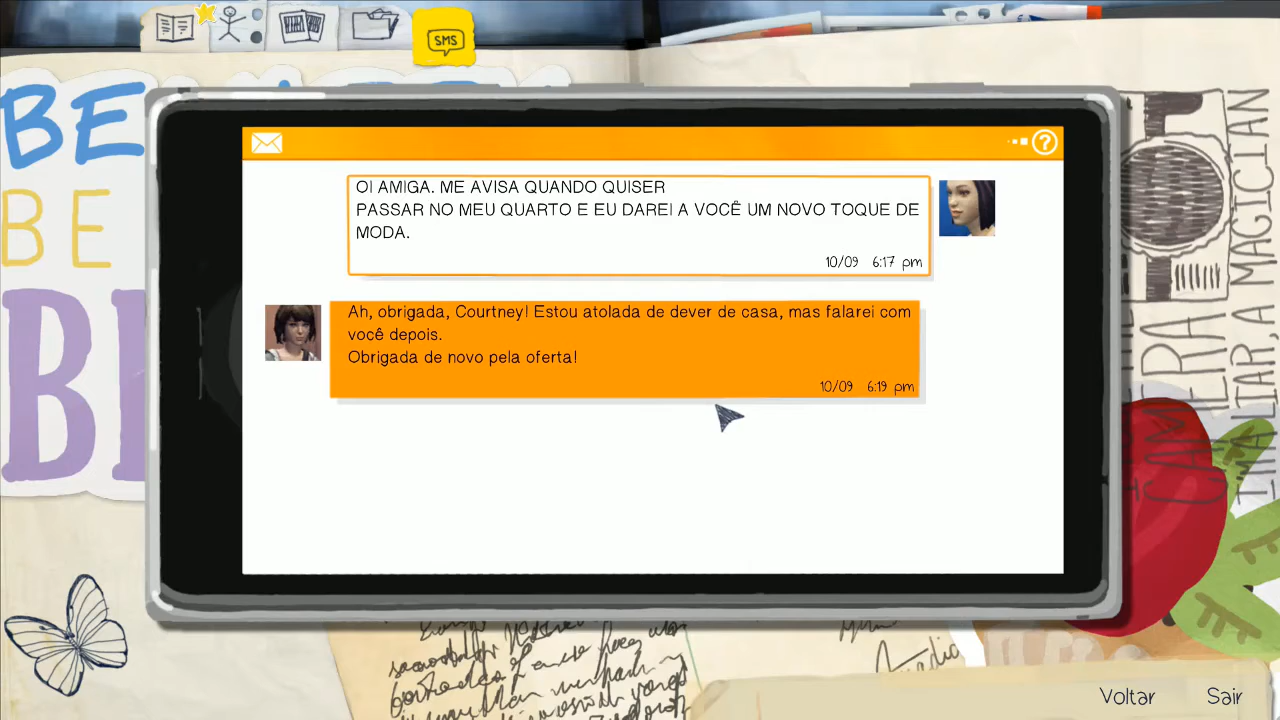 SMS
OI AMIGA. ME AVISA QUANDO QUISER
PASSAR NO MEU QUARTO E EU DAREI A VOCÊ UM NOVO TOQUE DE
MODA.
10/09 6:17 pm
Ah, obrigada, Courtney! Estou atolada de dever de casa, mas falarei com
você depois.
Obrigada de novo pela oferta!
10/09 6:19 pm
BE
BE
B
CAMERA
IMALIAR, A MAGICIAN
Voltar
Sair